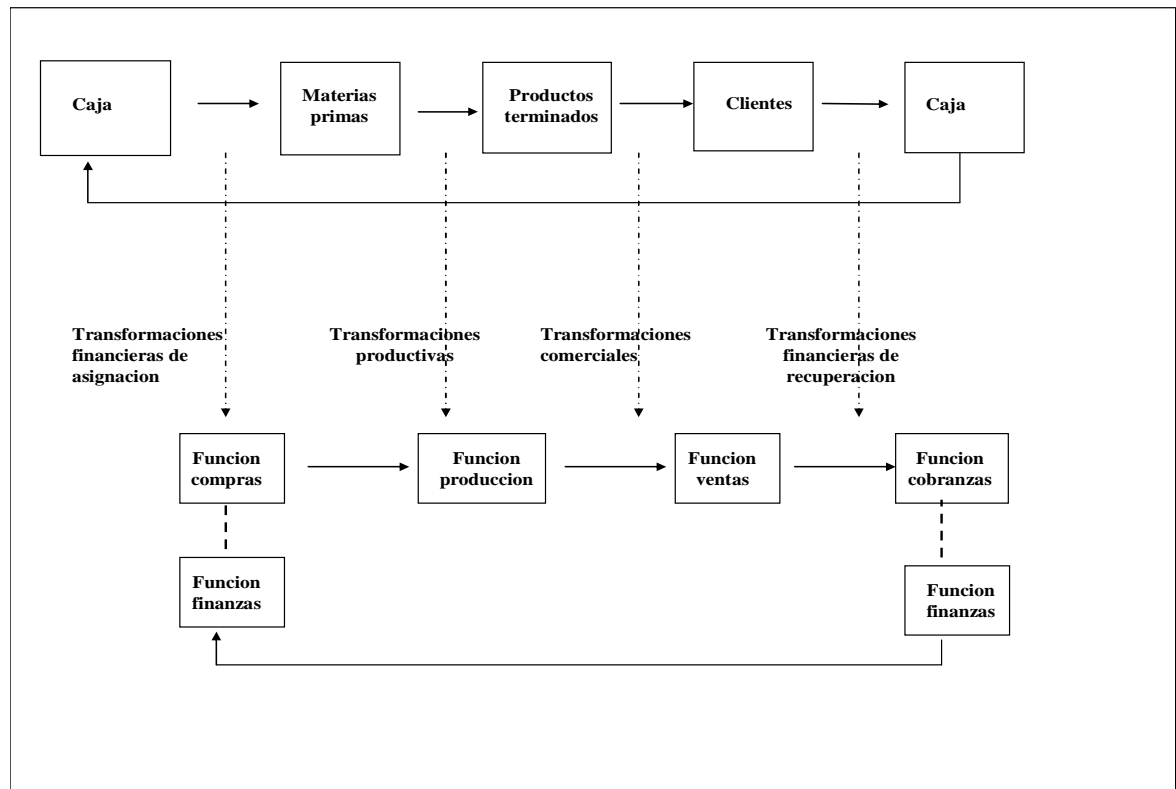 Caja
Materias
primas
Productos
terminados
Clientes
Caja
Transformaciones
financieras de
asignacion
Transformaciones
productivas
Transformaciones
comerciales
Transformaciones
financieras de
recuperacion
Funcion
compras
Funcion
produccion
Funcion
ventas
Funcion
cobranzas
Funcion
finanzas
Funcion
finanzas